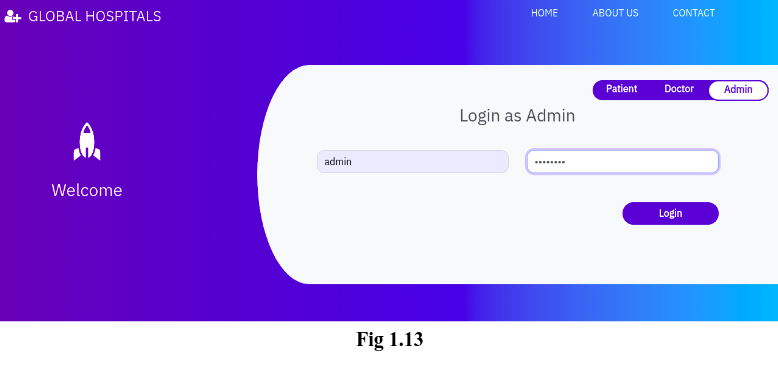 GLOBAL HOSPITALS
HOME ABOUT US CONTACT
Patient Doctor Admin
Login as Admin
Welcome
admin ••••••••
Login
Fig 1.13